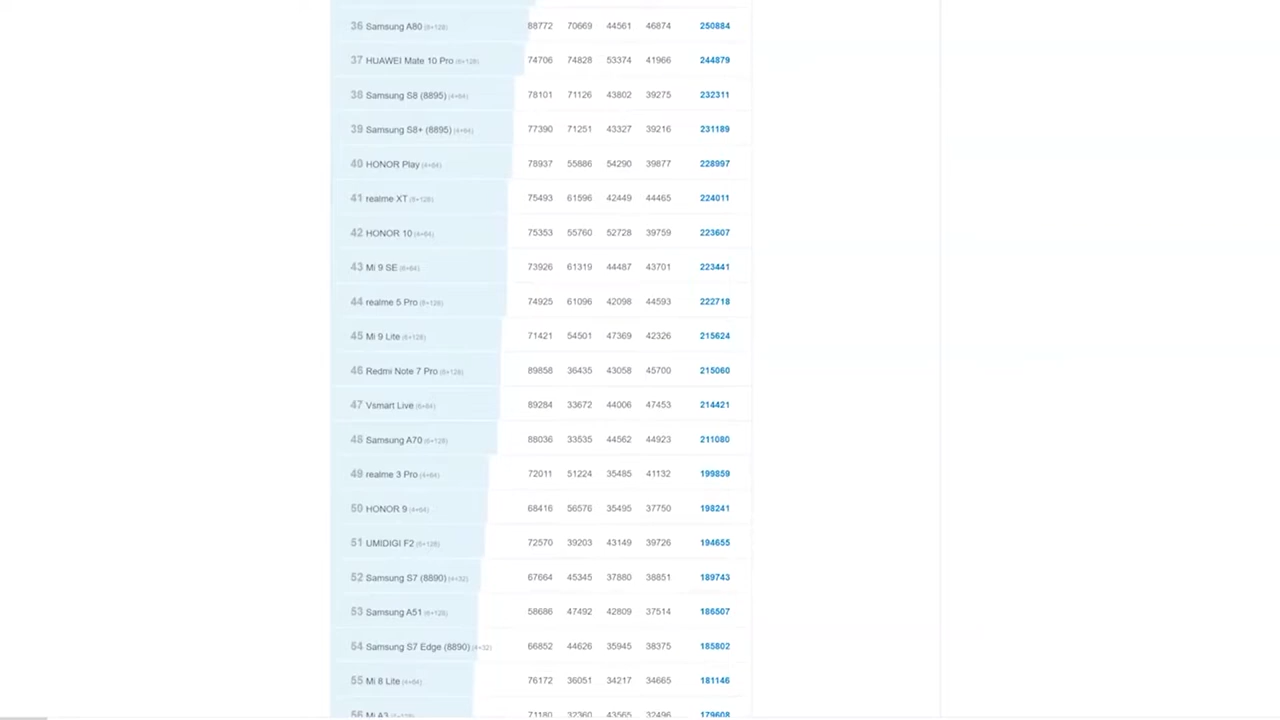 36 Samsung A80 (8+128) 88772 70669 44561 46874 250884
37 HUAWEI Mate 10 Pro (6+128) 74706 74828 53374 41966 244879
38 Samsung S8 (8895) (4+64) 78101 71126 43802 39275 232311
39 Samsung S8+ (8895) (4+64) 77390 71251 43327 39216 231189
40 HONOR Play (4+64) 78937 55886 54290 39877 228997
41 realme XT (8+128) 75493 61596 42449 44465 224011
42 HONOR 10 (4+64) 75353 55760 52728 39759 223607
43 Mi 9 SE (6+64) 73926 61319 44487 43701 223441
44 realme 5 Pro (8+128) 74925 61096 42098 44593 222718
45 Mi 9 Lite (6+128) 71421 54501 47369 42326 215624
46 Redmi Note 7 Pro (6+128) 89858 36435 43058 45700 215060
47 Vsmart Live (6+64) 89284 33672 44006 47453 214421
48 Samsung A70 (6+128) 88036 33535 44562 44923 211080
49 realme 3 Pro (4+64) 72011 51224 35485 41132 199859
50 HONOR 9 (4+64) 68416 56576 35495 37750 198241
51 UMIDIGI F2 (6+128) 72570 39203 43149 39726 194655
52 Samsung S7 (8890) (4+32) 67664 45345 37880 38851 189743
53 Samsung A51 (6+128) 58686 47492 42809 37514 186507
54 Samsung S7 Edge (8890) (4+32) 66852 44626 35945 38375 185802
55 Mi 8 Lite (4+64) 76172 36051 34217 34665 181146
56 Mi A3 71180 32360 43565 32496 179608